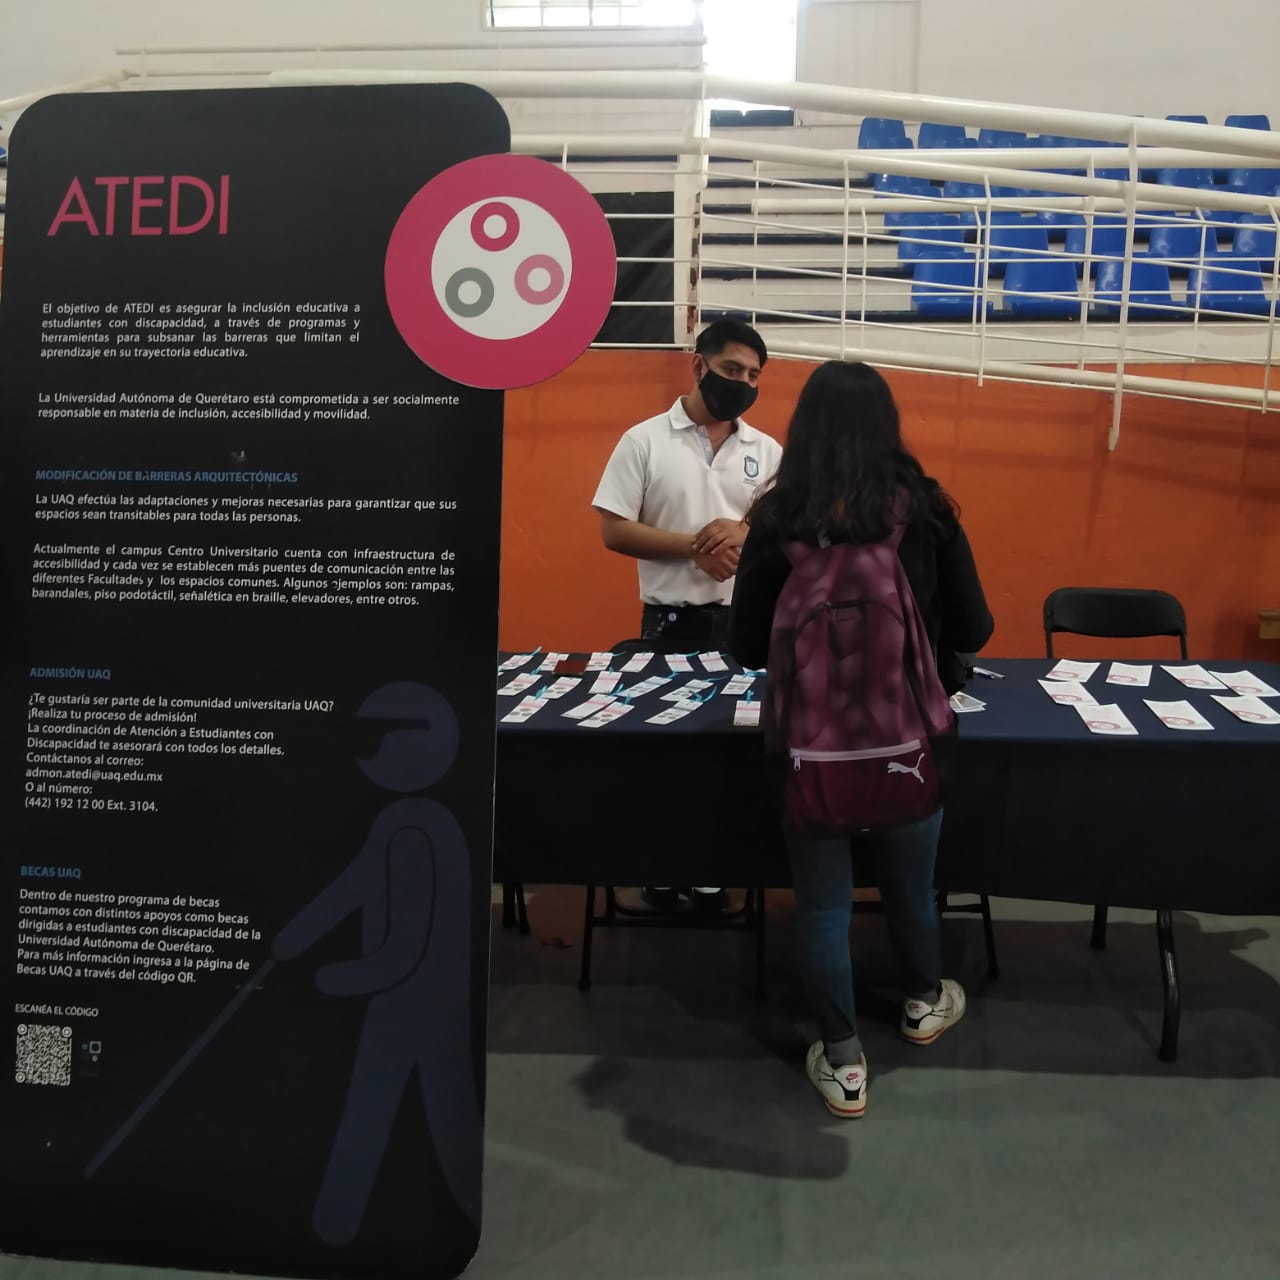 ATEDI
El objetivo de ATEDI es asegurar la inclusión educativa a
estudiantes con discapacidad, a través de programas y
herramientas para subsanar las barreras que limitan el
aprendizaje en su trayectoria educativa.
La Universidad Autónoma de Querétaro está comprometida a ser socialmente
responsable en materia de inclusión, accesibilidad y movilidad.
MODIFICACIÓN DE BARRERAS ARQUITECTÓNICAS
La UAQ efectúa las adaptaciones y mejoras necesarias para garantizar que sus
espacios sean transitables para todas las personas.
Actualmente el campus Centro Universitario cuenta con infraestructura de
accesibilidad y cada vez se establecen más puentes de comunicación entre las
diferentes Facultades y los espacios comunes. Algunos ejemplos son: rampas,
barandales, piso podotáctil, señalética en braille, elevadores, entre otros.
ADMISIÓN UAQ
¿Te gustaría ser parte de la comunidad universitaria UAQ?
¡Realiza tu proceso de admisión!
La coordinación de Atención a Estudiantes con
Discapacidad te asesorará con todos los detalles.
Contáctanos al correo:
admon.atedi@uaq.edu.mx
O al número:
(442) 192 12 00 Ext. 3104.
BECAS UAQ
Dentro de nuestro programa de becas
contamos con distintos apoyos como becas
dirigidas a estudiantes con discapacidad de la
Universidad Autónoma de Querétaro.
Para más información ingresa a la página de
Becas UAQ a través del código QR.
ESCANÉA EL CÓDIGO